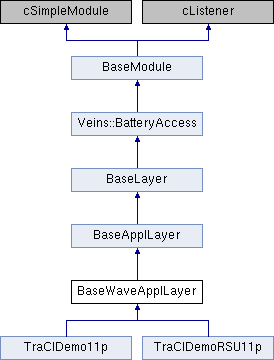 cSimpleModule cListener
BaseModule
Veins::BatteryAccess
BaseLayer
BaseApplLayer
BaseWaveApplLayer
TraCIDemo11p TraCIDemoRSU11p